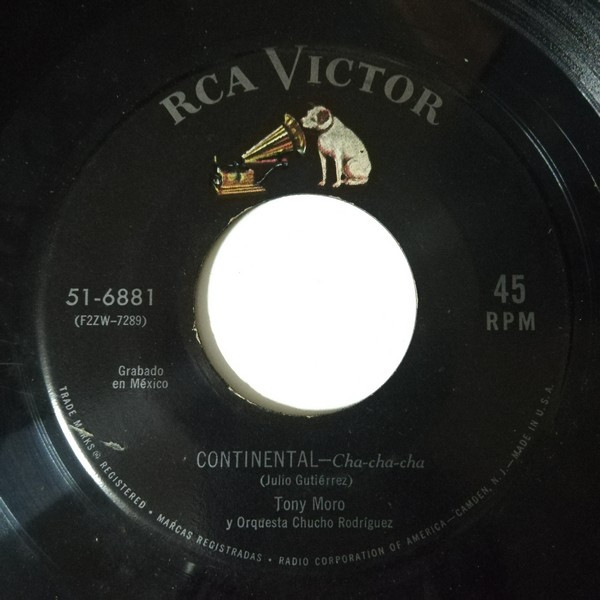 RCA VICTOR
51-6881
(F2ZW-7289)
45
RPM
Grabado
en México
CONTINENTAL—Cha-cha-cha
(Julio Gutiérrez)
Tony Moro
y Orquesta Chucho Rodríguez
TRADE MARKS ® REGISTERED • MARCAS REGISTRADAS • RADIO CORPORATION OF AMERICA—CAMDEN, N.J.—MADE IN U.S.A.